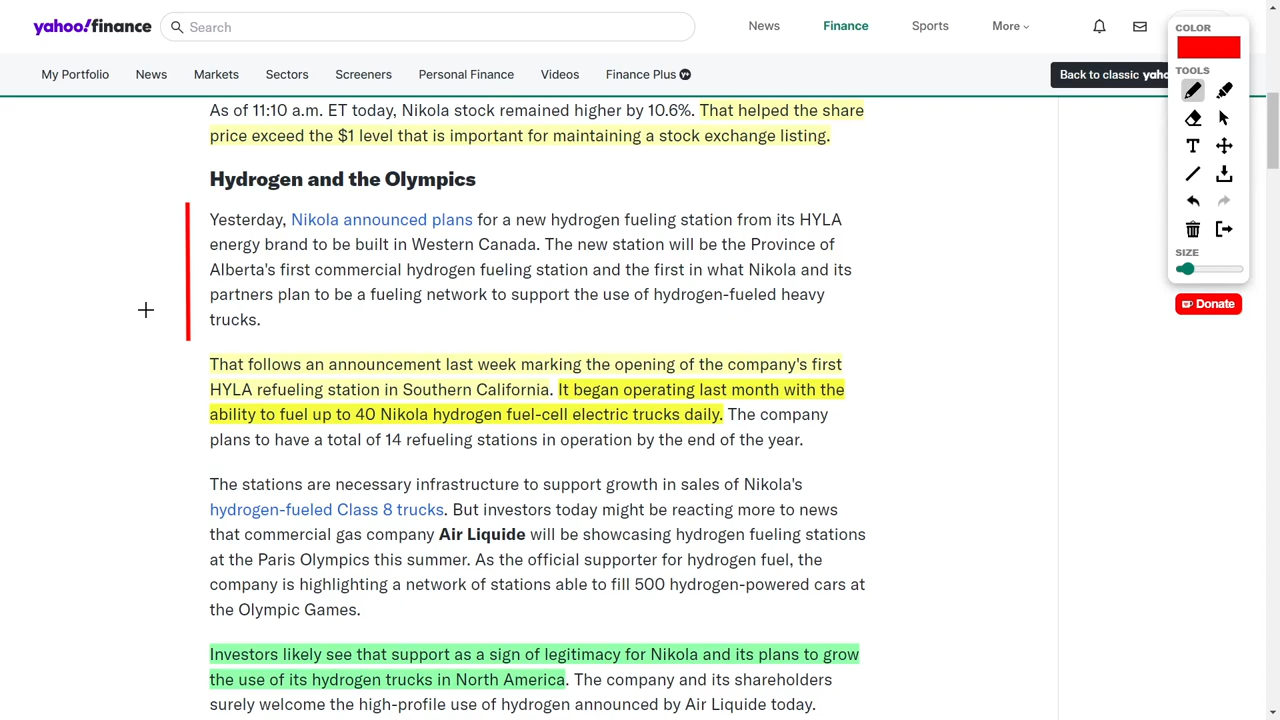 yahoo!finance
Search
News
Finance
Sports
More
My Portfolio
News
Markets
Sectors
Screeners
Personal Finance
Videos
Finance Plus
Back to classic yaho
COLOR
TOOLS
T
SIZE
Donate
As of 11:10 a.m. ET today, Nikola stock remained higher by 10.6%. That helped the share
price exceed the $1 level that is important for maintaining a stock exchange listing.
Hydrogen and the Olympics
Yesterday, Nikola announced plans for a new hydrogen fueling station from its HYLA
energy brand to be built in Western Canada. The new station will be the Province of
Alberta's first commercial hydrogen fueling station and the first in what Nikola and its
partners plan to be a fueling network to support the use of hydrogen-fueled heavy
trucks.
That follows an announcement last week marking the opening of the company's first
HYLA refueling station in Southern California. It began operating last month with the
ability to fuel up to 40 Nikola hydrogen fuel-cell electric trucks daily. The company
plans to have a total of 14 refueling stations in operation by the end of the year.
The stations are necessary infrastructure to support growth in sales of Nikola's
hydrogen-fueled Class 8 trucks. But investors today might be reacting more to news
that commercial gas company Air Liquide will be showcasing hydrogen fueling stations
at the Paris Olympics this summer. As the official supporter for hydrogen fuel, the
company is highlighting a network of stations able to fill 500 hydrogen-powered cars at
the Olympic Games.
Investors likely see that support as a sign of legitimacy for Nikola and its plans to grow
the use of its hydrogen trucks in North America. The company and its shareholders
surely welcome the high-profile use of hydrogen announced by Air Liquide today.